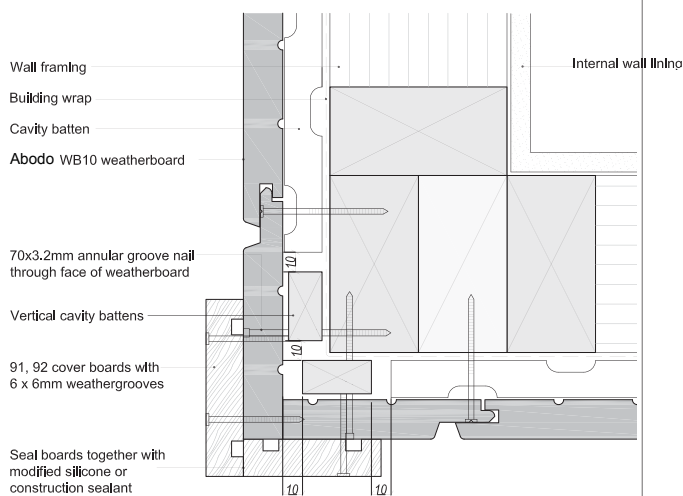 Wall framing
Internal wall lining
Building wrap
Cavity batten
Abodo WB10 weatherboard
70x3.2mm annular groove nail
through face of weatherboard
10
Vertical cavity battens
10
91, 92 cover boards with
6 x 6mm weathergrooves
Seal boards together with
modified silicone or
construction sealant
10
10